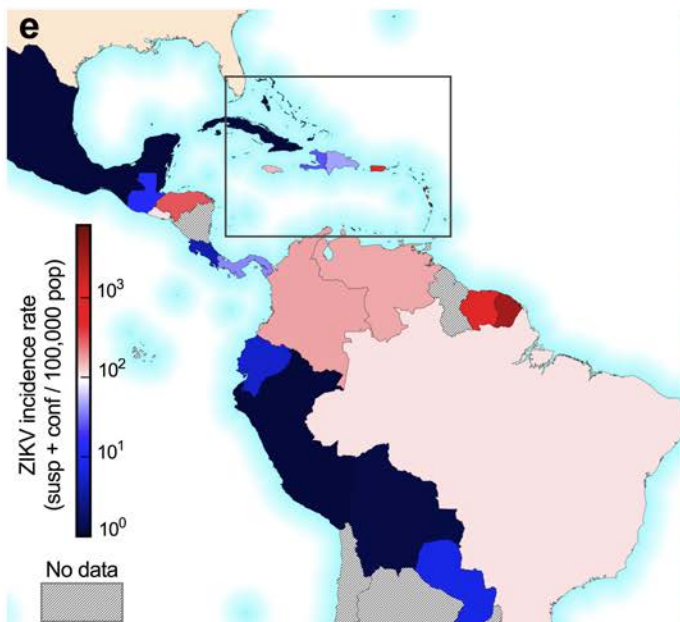 e
ZIKV incidence rate
(susp + conf / 100,000 pop)
10³
10²
10¹
10⁰
No data